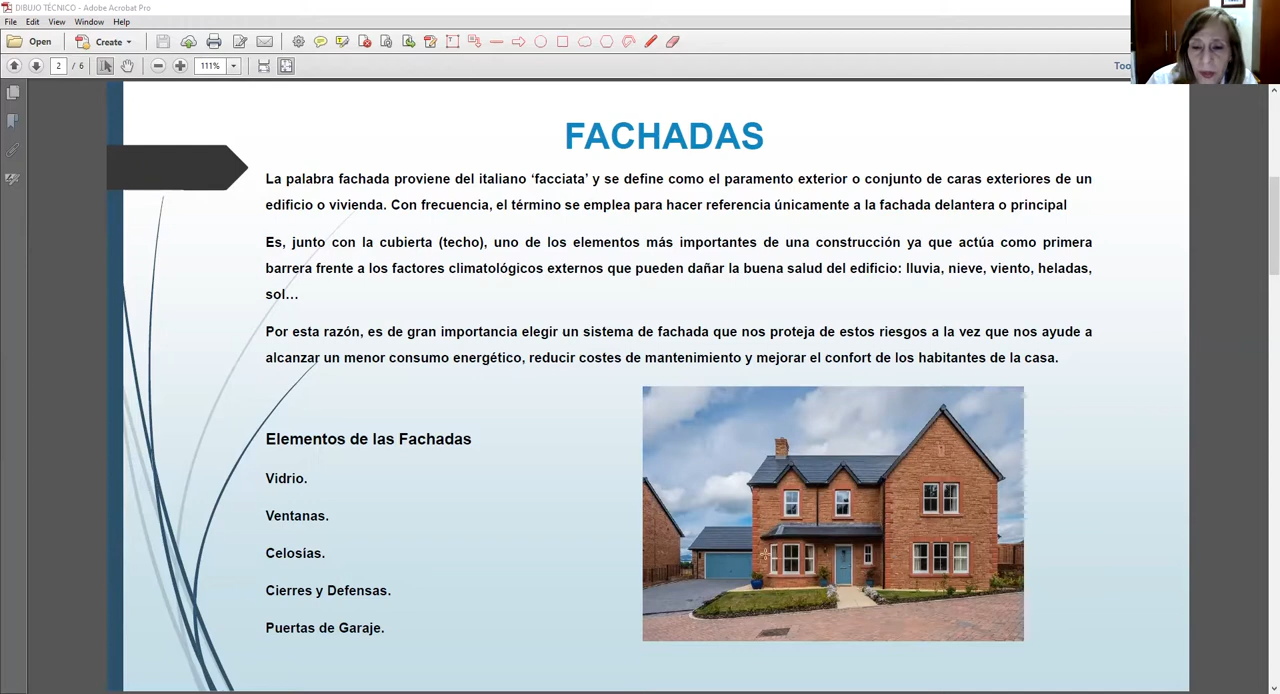 DIBUJO TÉCNICO - Adobe Acrobat Pro
File Edit View Window Help
Open Create
2 / 6 111%
FACHADAS
La palabra fachada proviene del italiano ‘facciata’ y se define como el paramento exterior o conjunto de caras exteriores de un
edificio o vivienda. Con frecuencia, el término se emplea para hacer referencia únicamente a la fachada delantera o principal
Es, junto con la cubierta (techo), uno de los elementos más importantes de una construcción ya que actúa como primera
barrera frente a los factores climatológicos externos que pueden dañar la buena salud del edificio: lluvia, nieve, viento, heladas,
sol…
Por esta razón, es de gran importancia elegir un sistema de fachada que nos proteja de estos riesgos a la vez que nos ayude a
alcanzar un menor consumo energético, reducir costes de mantenimiento y mejorar el confort de los habitantes de la casa.
Elementos de las Fachadas
Vidrio.
Ventanas.
Celosías.
Cierres y Defensas.
Puertas de Garaje.